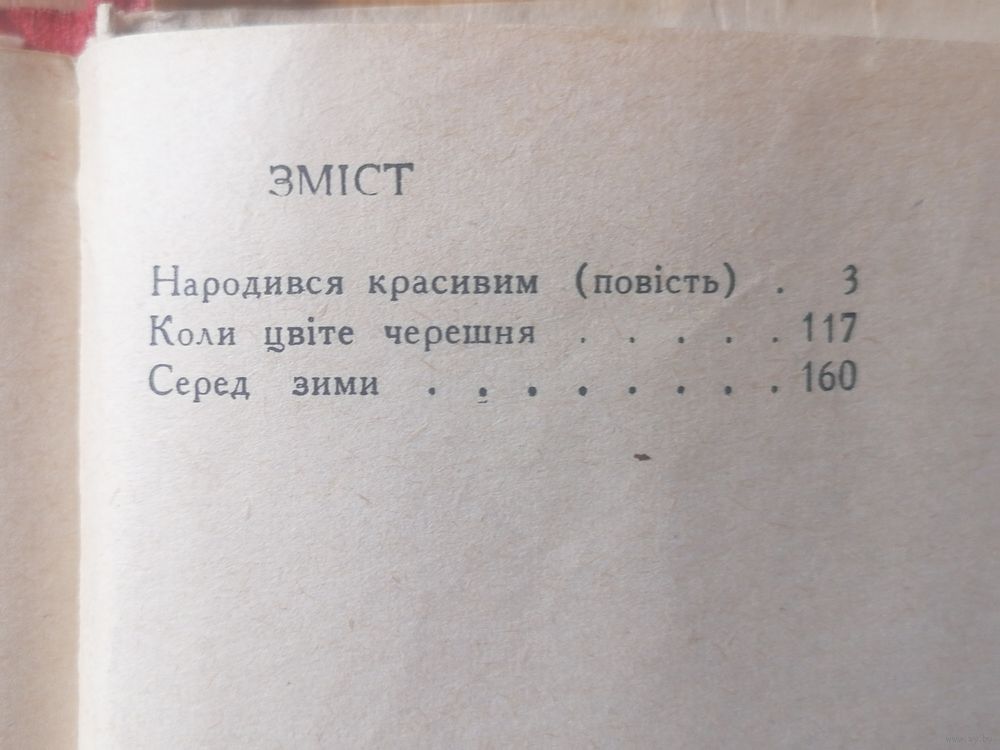 ЗМІСТ
Народився красивим (повість) . 3
Коли цвіте черешня . . . . . 117
Серед зими . . . . . . . . 160